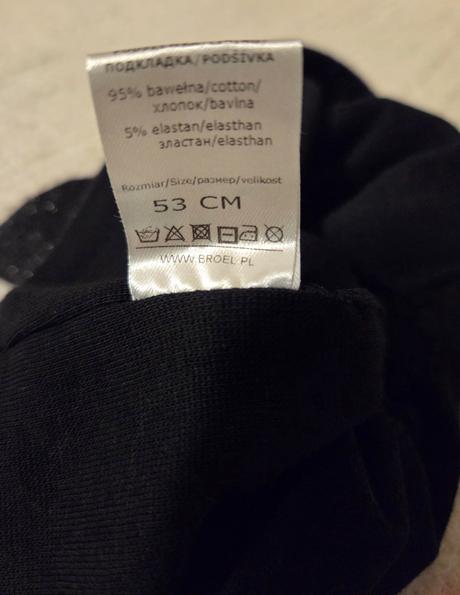 ПОДКЛАДКА/PODŠIVKA
95% bawełna/cotton/
хлопок/bavlna
5% elastan/elasthan
эластан/elasthan
Rozmiar/Size/размер/velikost
53 CM
WWW.BROEL.PL